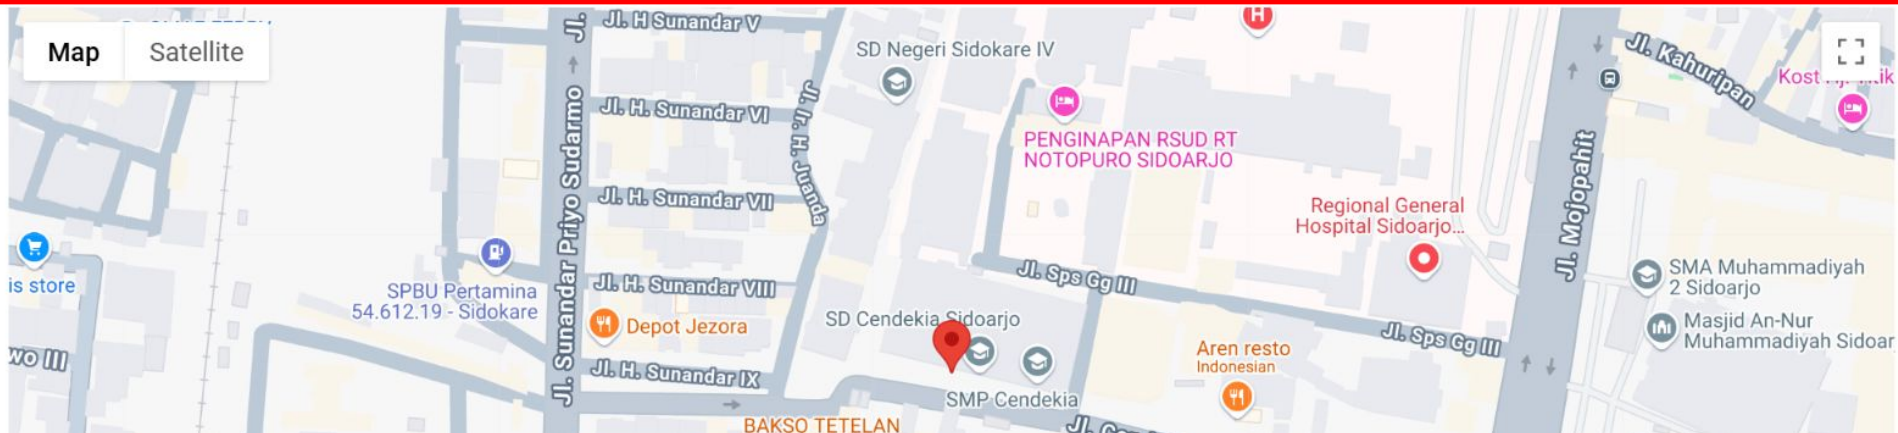 Map
Satellite
Jl. H Sunandar V
Jl.
SD Negeri Sidokare IV
H
Jl. Kahuripan
Kost
PENGINAPAN RSUD RT
NOTOPURO SIDOARJO
Jl. H. Sunandar VI
Jl. Ir. H. Juanda
Jl. Sunandar Priyo Sudarmo
Jl. H. Sunandar VII
Regional General
Hospital Sidoarjo...
Jl. Mojopahit
is store
SPBU Pertamina
54.612.19 - Sidokare
Jl. H. Sunandar VIII
Jl. Sps Gg III
SMA Muhammadiyah
2 Sidoarjo
Depot Jezora
SD Cendekia Sidoarjo
Masjid An-Nur
Muhammadiyah Sidoar
Jl. Sps Gg III
wo III
Jl. H. Sunandar IX
Aren resto
Indonesian
SMP Cendekia
BAKSO TETELAN
Jl.